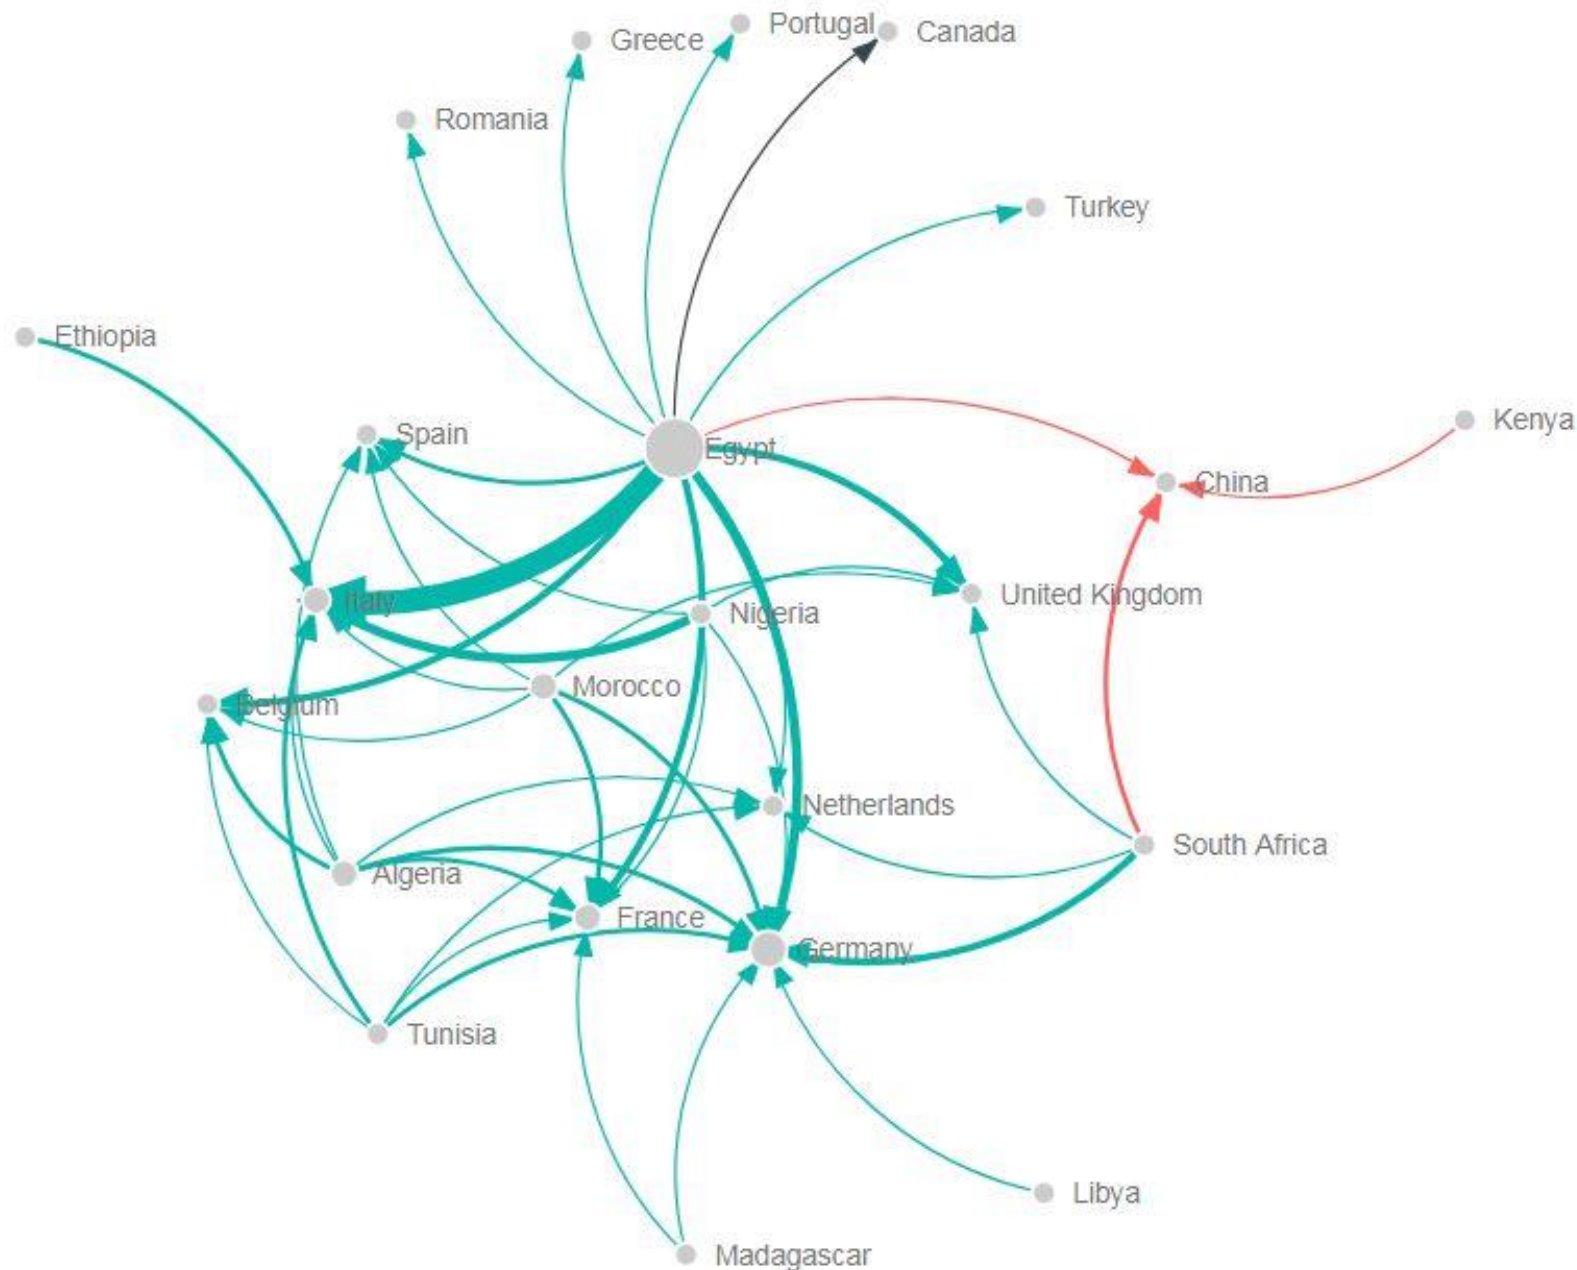 Portugal
Canada
Greece
Romania
Turkey
Ethiopia
Kenya
Spain
Egypt
China
United Kingdom
Italy
Nigeria
Morocco
Belgium
Netherlands
South Africa
Algeria
France
Germany
Tunisia
Libya
Madagascar